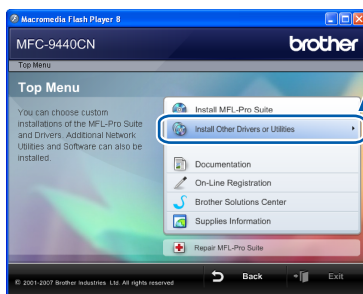 Macromedia Flash Player 8
MFC-9440CN
brother
Top Menu
Top Menu
You can choose custom
installations of the MFL-Pro Suite
and Drivers. Additional Network
Utilities and Software can also be
installed.
Install MFL-Pro Suite
Install Other Drivers or Utilities
Documentation
On-Line Registration
Brother Solutions Center
Supplies Information
Repair MFL-Pro Suite
© 2001-2007 Brother Industries Ltd. All rights reserved
Back
Exit